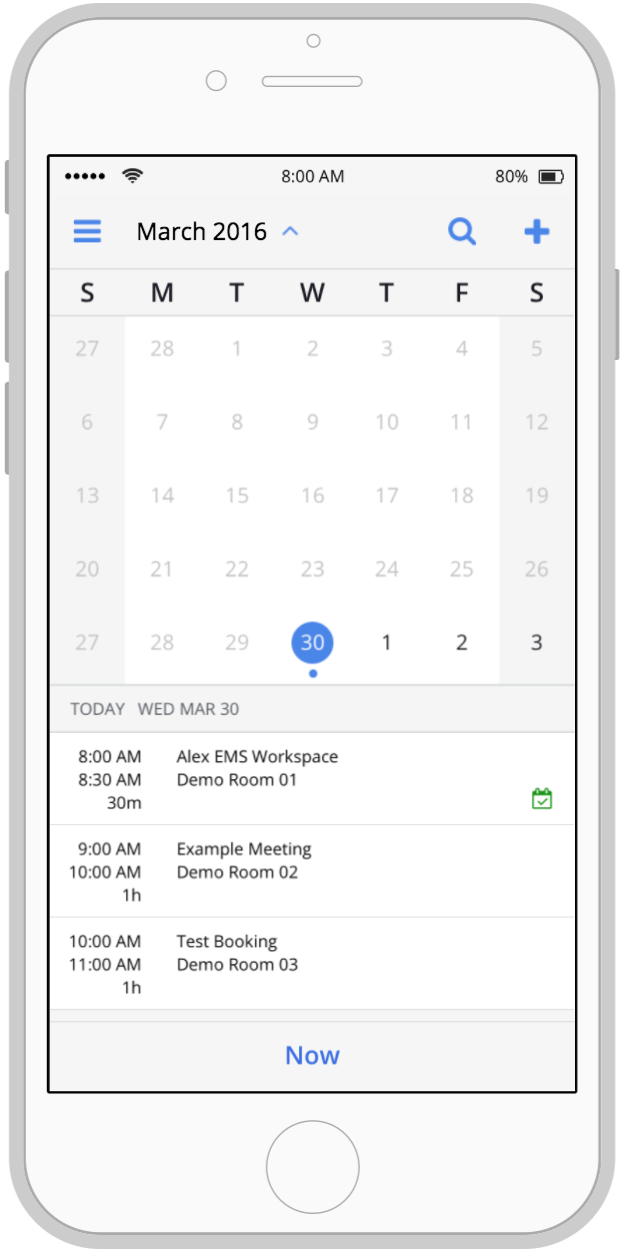 8:00 AM 80%
March 2016
S M T W T F S
27 28 1 2 3 4 5
6 7 8 9 10 11 12
13 14 15 16 17 18 19
20 21 22 23 24 25 26
27 28 29 30 1 2 3
TODAY WED MAR 30
8:00 AM Alex EMS Workspace
8:30 AM Demo Room 01
30m
9:00 AM Example Meeting
10:00 AM Demo Room 02
1h
10:00 AM Test Booking
11:00 AM Demo Room 03
1h
Now